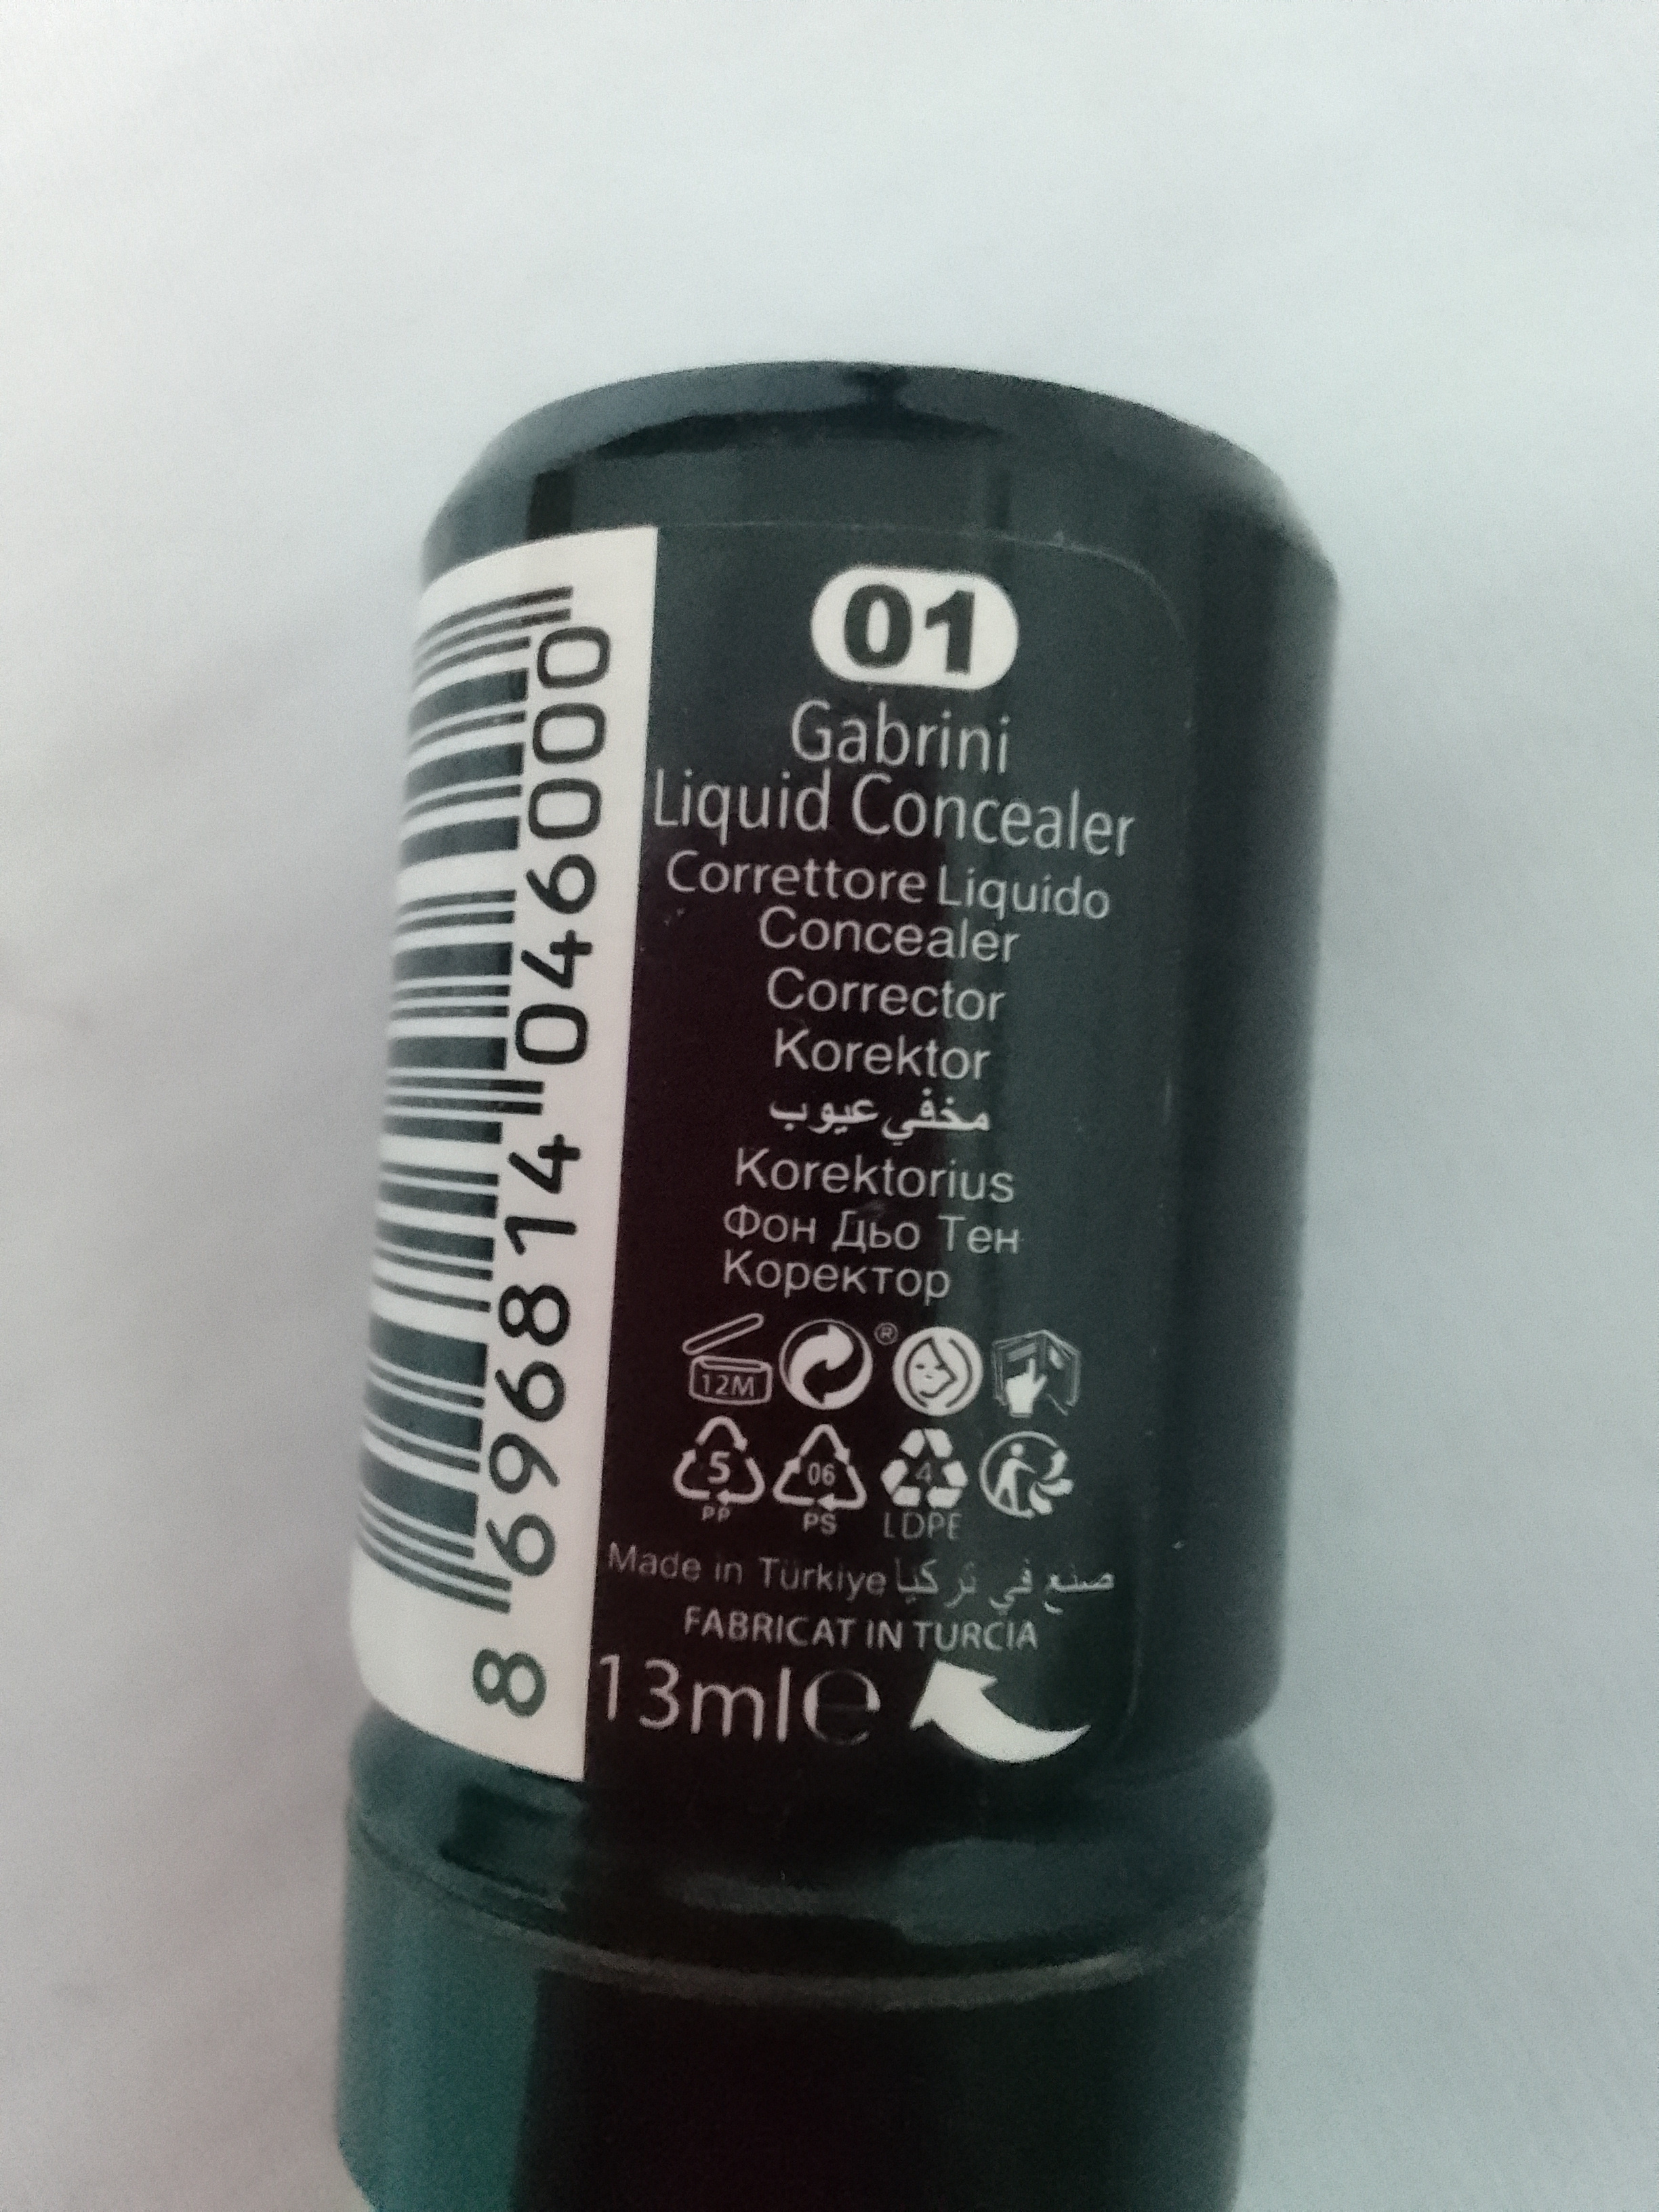 01
Gabrini
Liquid Concealer
Correttore Liquido
Concealer
Corrector
Korektor
مخفي عيوب
Korektorius
Фон Дьо Тен
Коректор
12M ®
5 06 4
PP PS LDPE
Made in Türkiye صنع في تركيا
FABRICAT IN TURCIA
13ml e
8 696814 046000